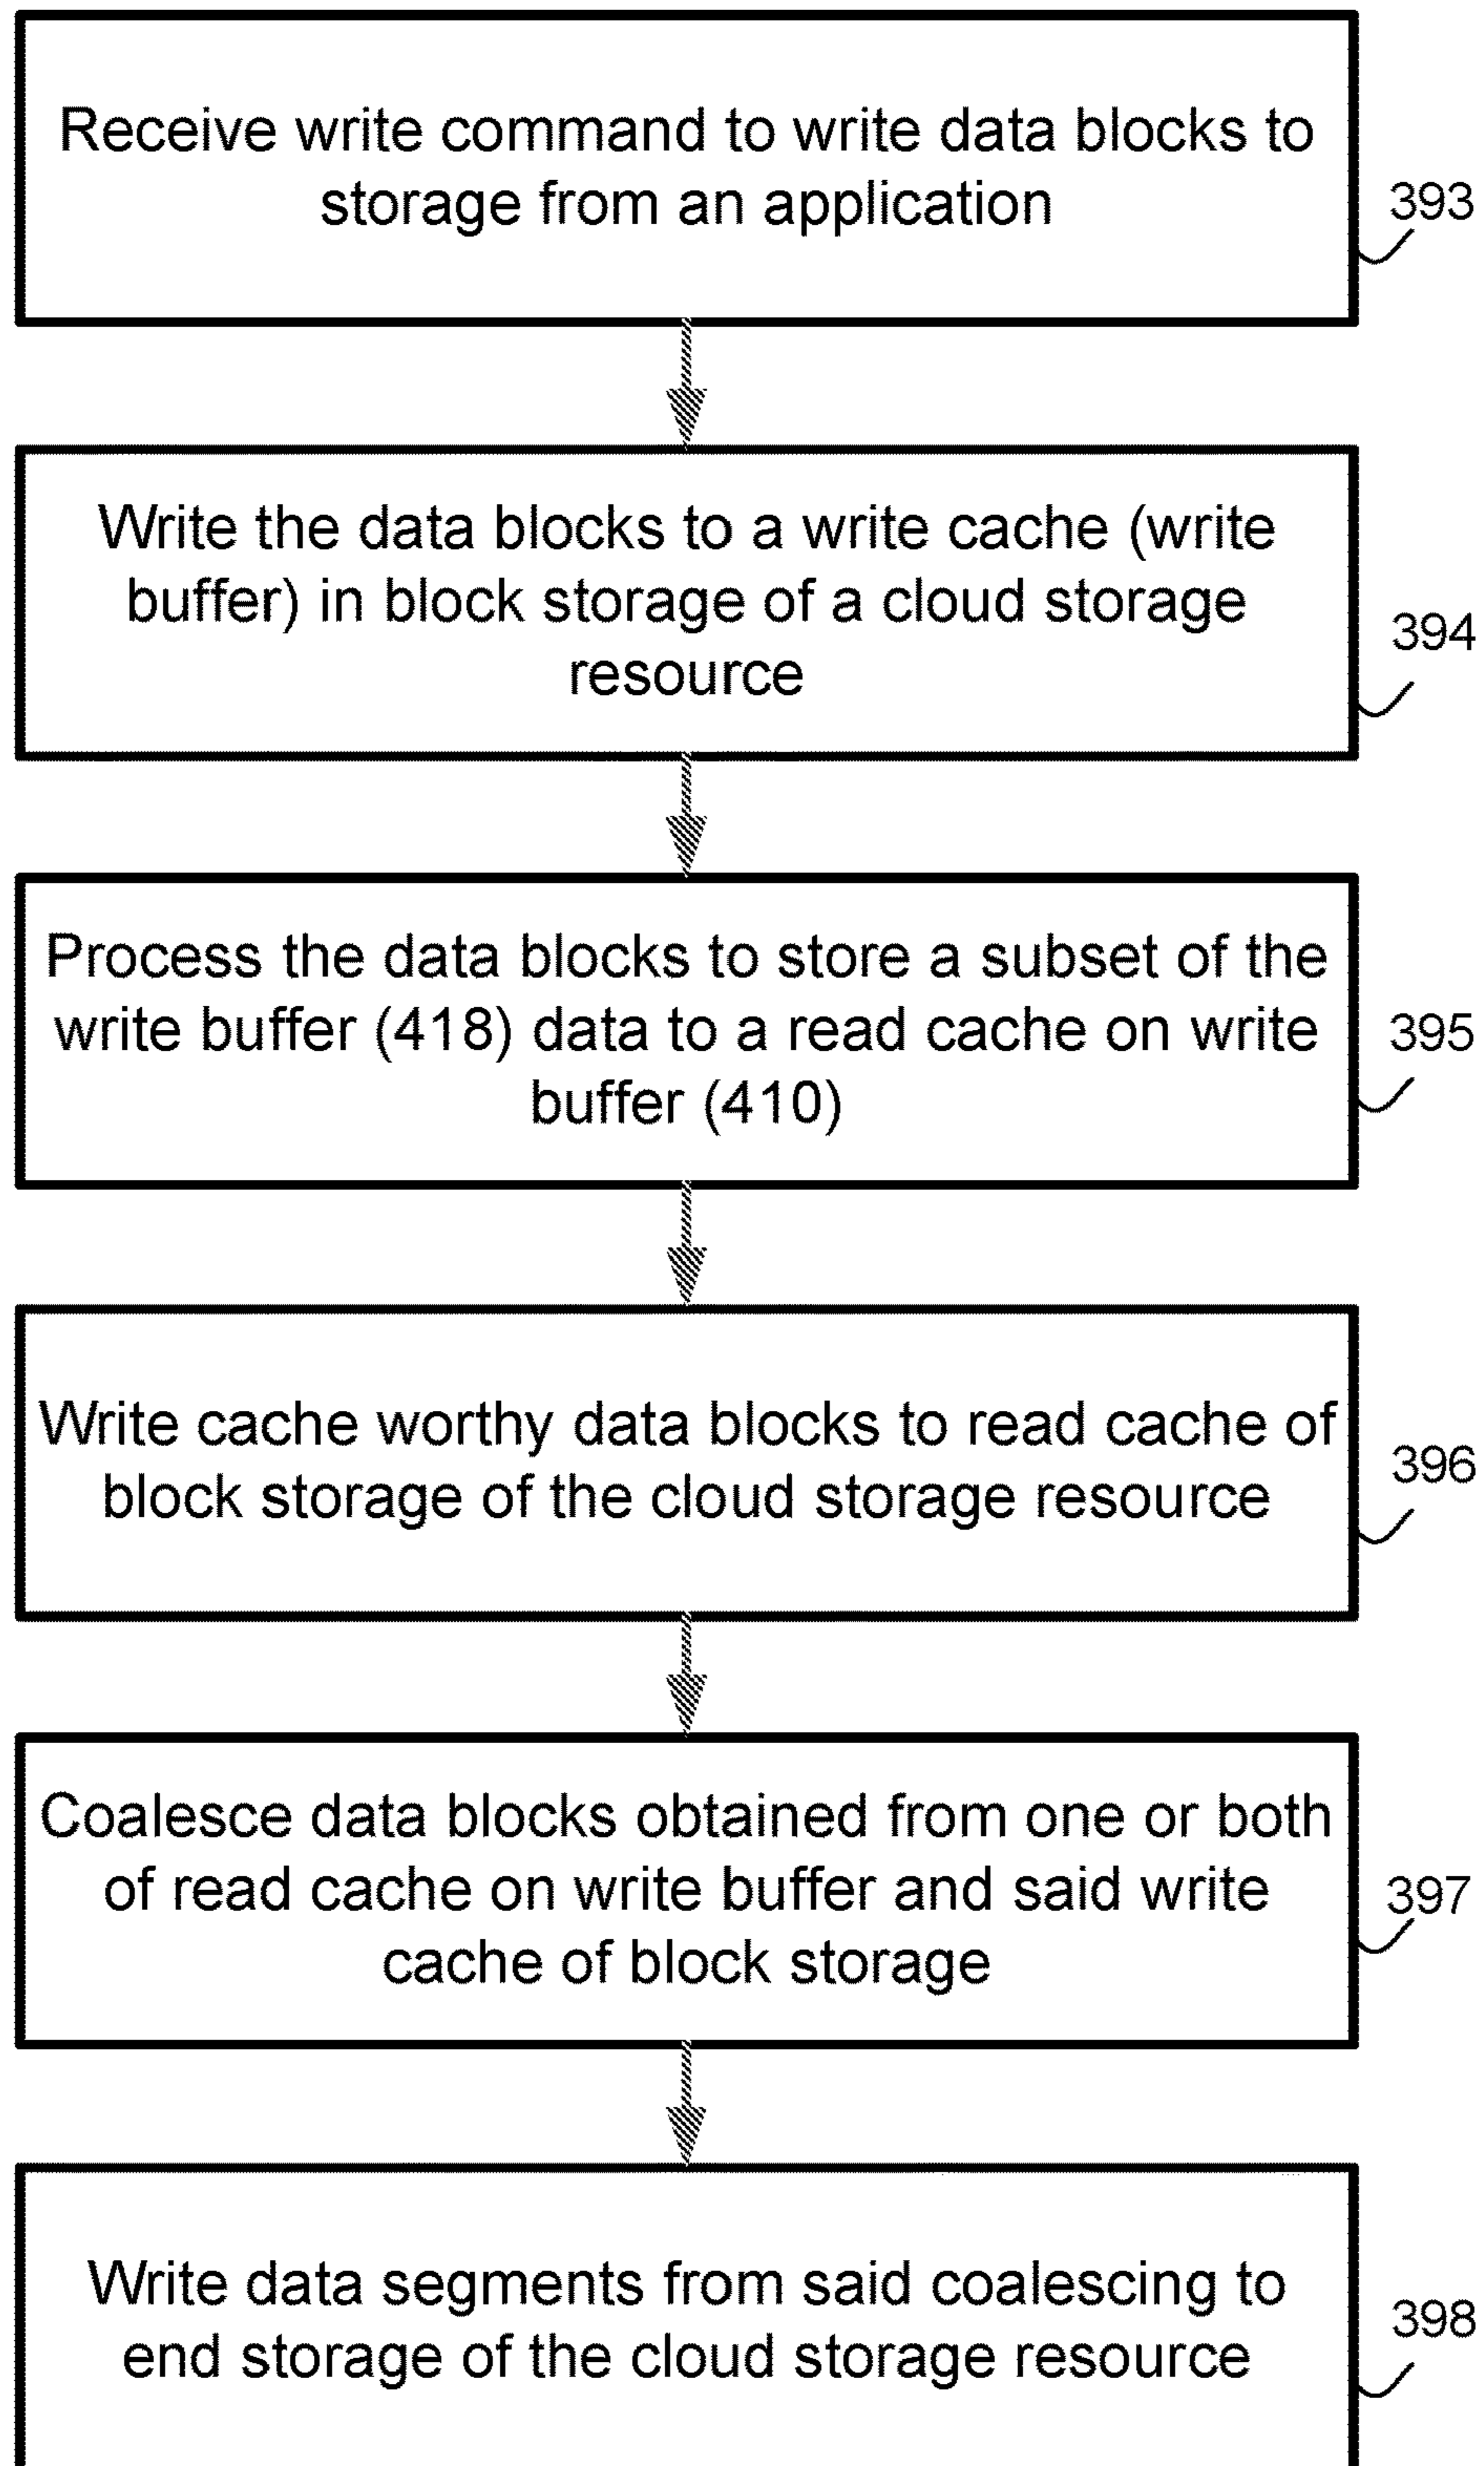 Receive write command to write data blocks to
storage from an application
393
Write the data blocks to a write cache (write
buffer) in block storage of a cloud storage
resource
394
Process the data blocks to store a subset of the
write buffer (418) data to a read cache on write
buffer (410)
395
Write cache worthy data blocks to read cache of
block storage of the cloud storage resource
396
Coalesce data blocks obtained from one or both
of read cache on write buffer and said write
cache of block storage
397
Write data segments from said coalescing to
end storage of the cloud storage resource
398